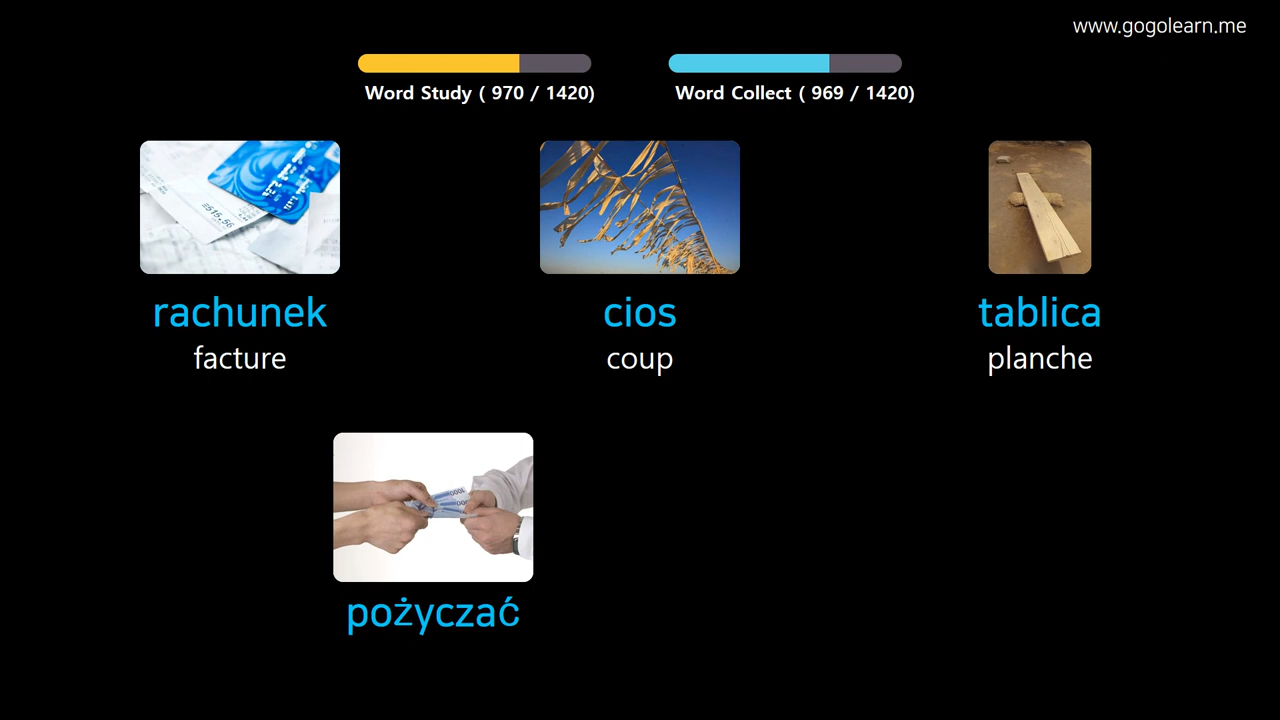 www.gogolearn.me
Word Study ( 970 / 1420)
Word Collect ( 969 / 1420)
rachunek
facture
cios
coup
tablica
planche
pożyczać